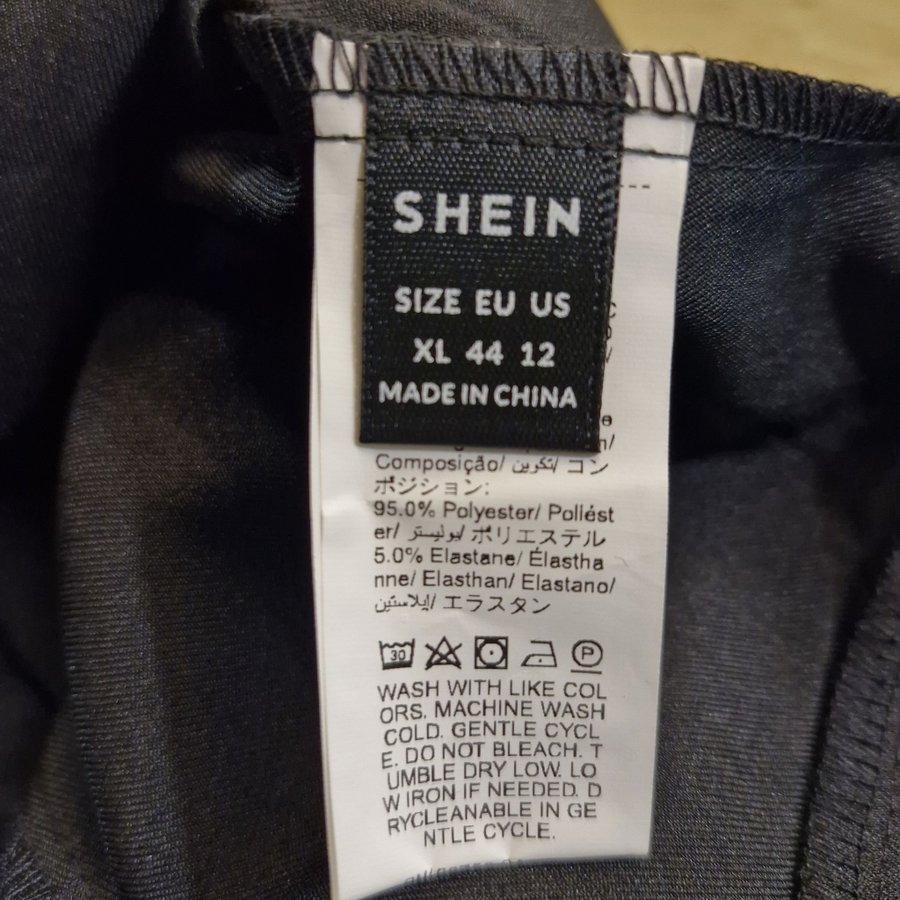 SHEIN
SIZE EU US
XL 44 12
MADE IN CHINA
Composição/ تكوين/ コン
ポジション:
95.0% Polyester/ Poliést
er/ بوليستر/ ポリエステル
5.0% Elastane/ Élastha
nne/ Elasthan/ Elastano/
إيلاستين/ エラスタン
30 P
WASH WITH LIKE COL
ORS. MACHINE WASH
COLD. GENTLE CYCL
E. DO NOT BLEACH. T
UMBLE DRY LOW. LO
W IRON IF NEEDED. D
RYCLEANABLE IN GE
NTLE CYCLE.